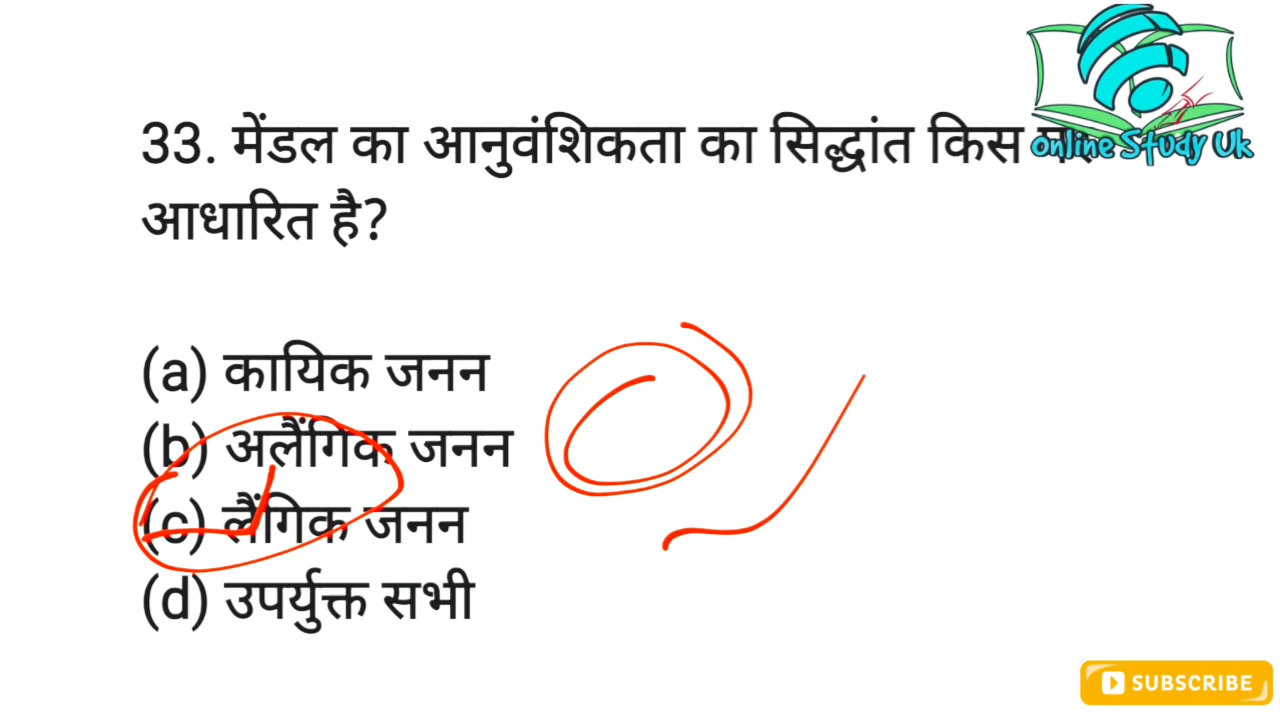 33. मेंडल का आनुवंशिकता का सिद्धांत किस
आधारित है?
(a) कायिक जनन
(b) अलैंगिक जनन
(c) लैंगिक जनन
(d) उपर्युक्त सभी
Online Study Uk
SUBSCRIBE